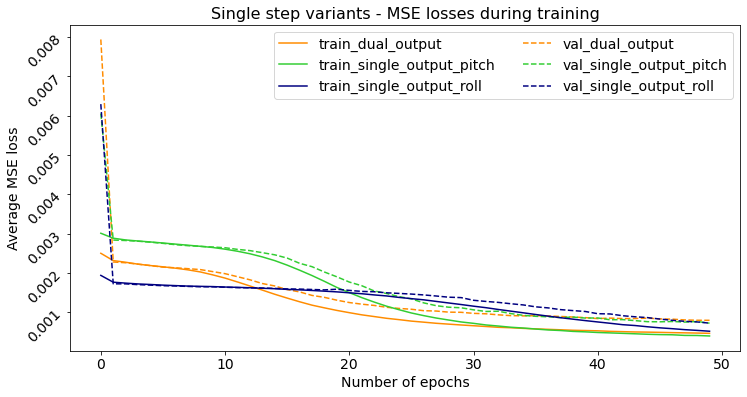 Single step variants - MSE losses during training
train_dual_output
train_single_output_pitch
train_single_output_roll
val_dual_output
val_single_output_pitch
val_single_output_roll
Average MSE loss
0.008
0.007
0.006
0.005
0.004
0.003
0.002
0.001
0 10 20 30 40 50
Number of epochs